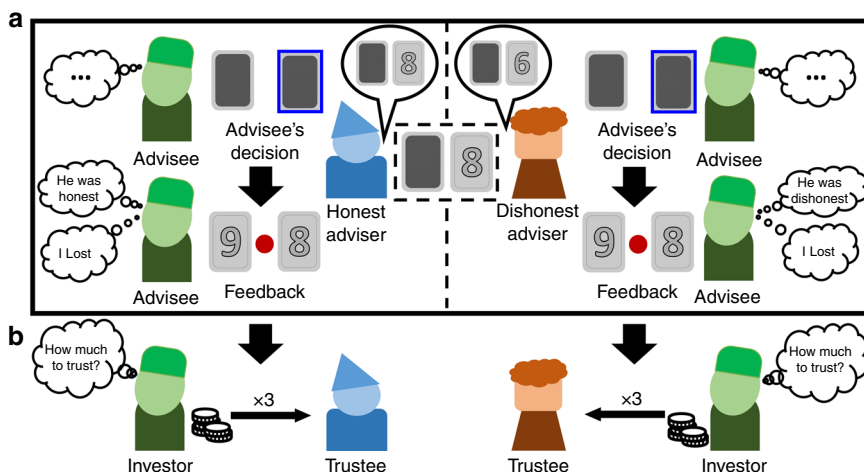 a
...
8
6
...
Advisee
Advisee's
decision
8
Advisee's
decision
Advisee
He was
honest
I Lost
Honest
adviser
Dishonest
adviser
He was
dishonest
I Lost
9 8
9 8
Advisee
Feedback
Feedback
Advisee
b
How much
to trust?
×3
×3
How much
to trust?
Investor
Trustee
Trustee
Investor